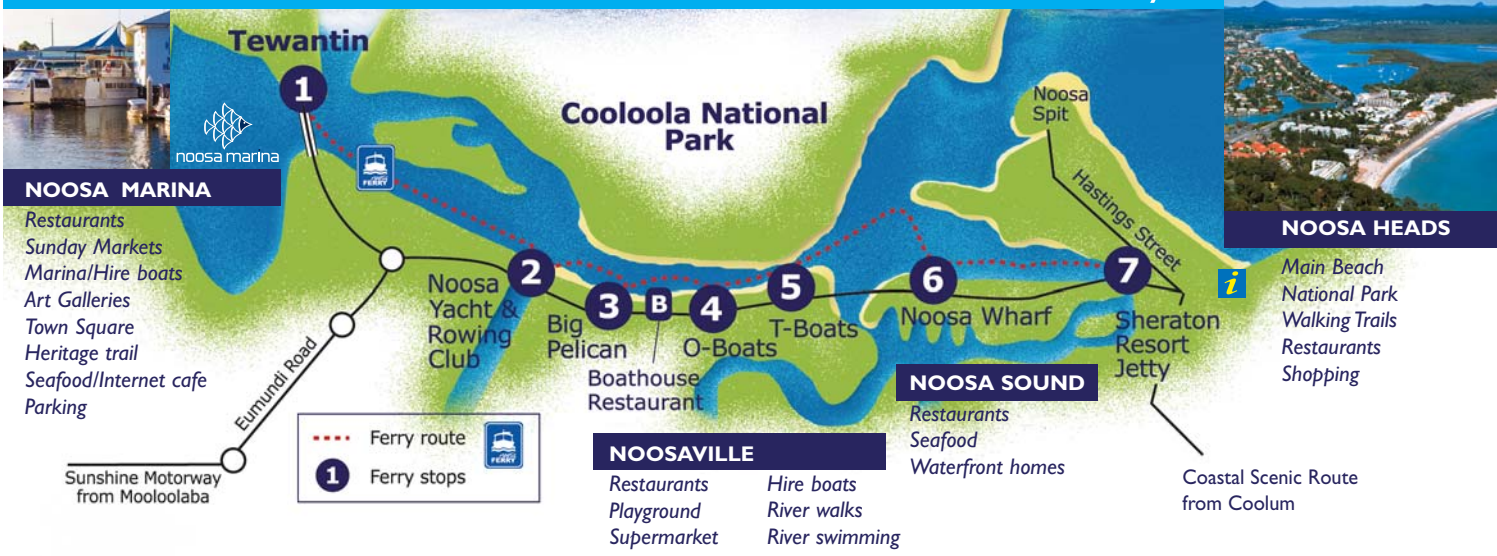 Tewantin
1
noosa marina
FERRY
Cooloola National
Park
Noosa
Spit
Hastings Street
NOOSA MARINA
Restaurants
Sunday Markets
Marina/Hire boats
Art Galleries
Town Square
Heritage trail
Seafood/Internet cafe
Parking
NOOSA HEADS
Main Beach
National Park
Walking Trails
Restaurants
Shopping
i
2
Noosa
Yacht &
Rowing
Club
3
Big
Pelican
B
Boathouse
Restaurant
4
O-Boats
5
T-Boats
6
Noosa Wharf
7
Sheraton
Resort
Jetty
Eumundi Road
Sunshine Motorway
from Mooloolaba
Ferry route
FERRY
1 Ferry stops
NOOSAVILLE
Restaurants
Playground
Supermarket
Hire boats
River walks
River swimming
NOOSA SOUND
Restaurants
Seafood
Waterfront homes
Coastal Scenic Route
from Coolum